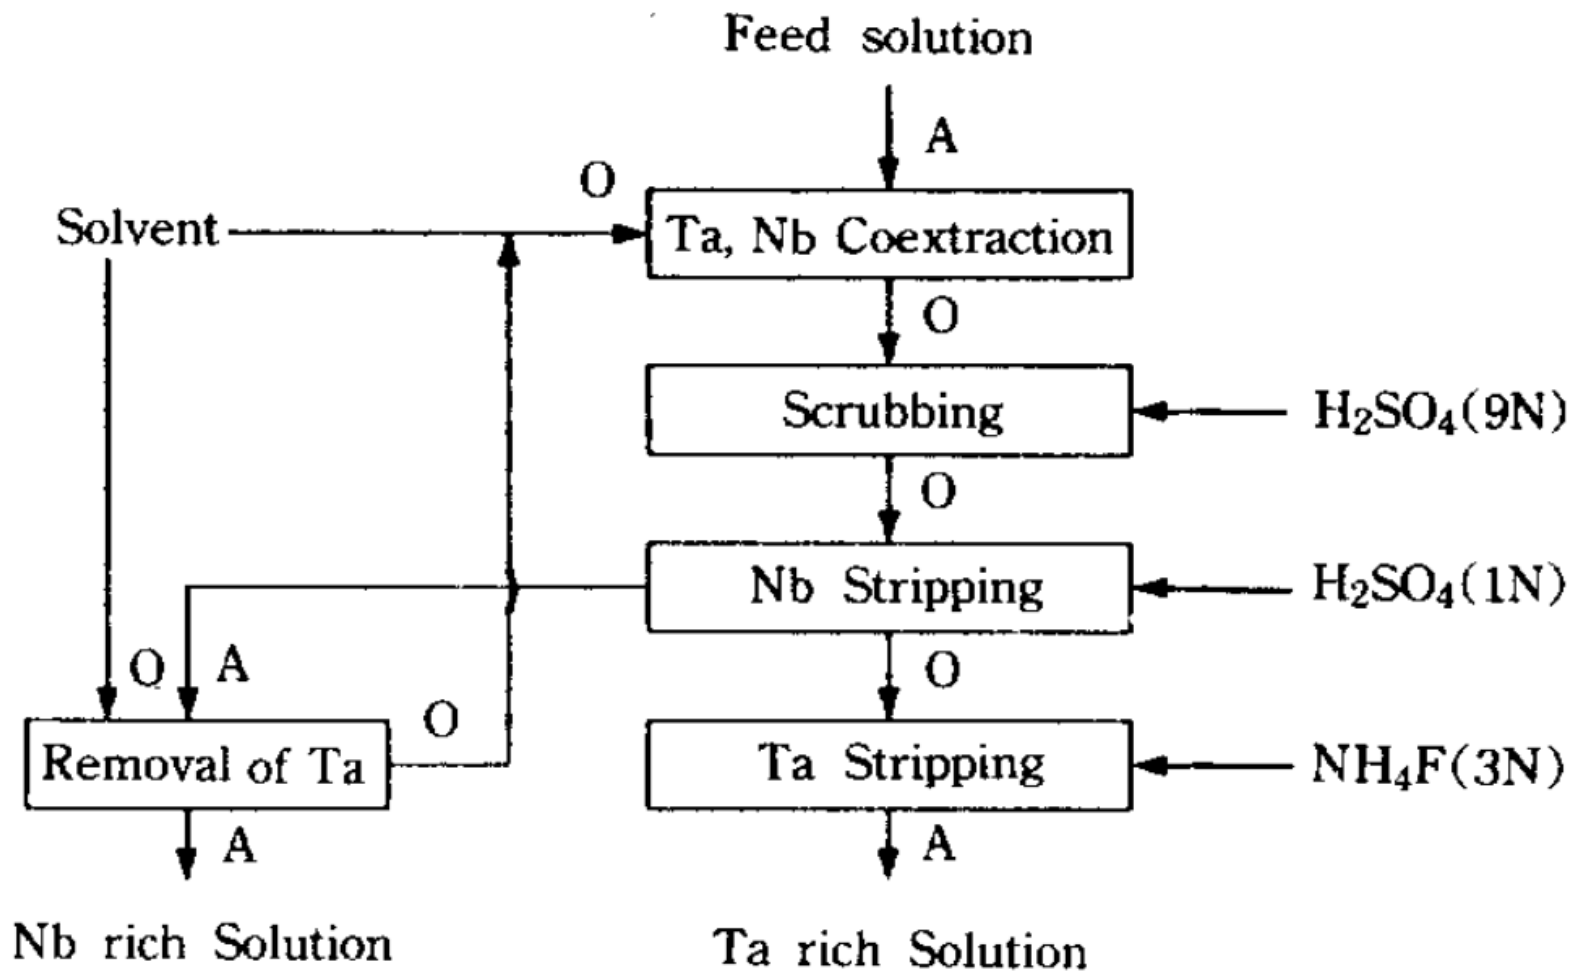 Feed solution
A
O
Solvent
Ta, Nb Coextraction
O
Scrubbing
H₂SO₄(9N)
O
Nb Stripping
H₂SO₄(1N)
O
A
O
O
Removal of Ta
Ta Stripping
NH₄F(3N)
A
A
Nb rich Solution
Ta rich Solution